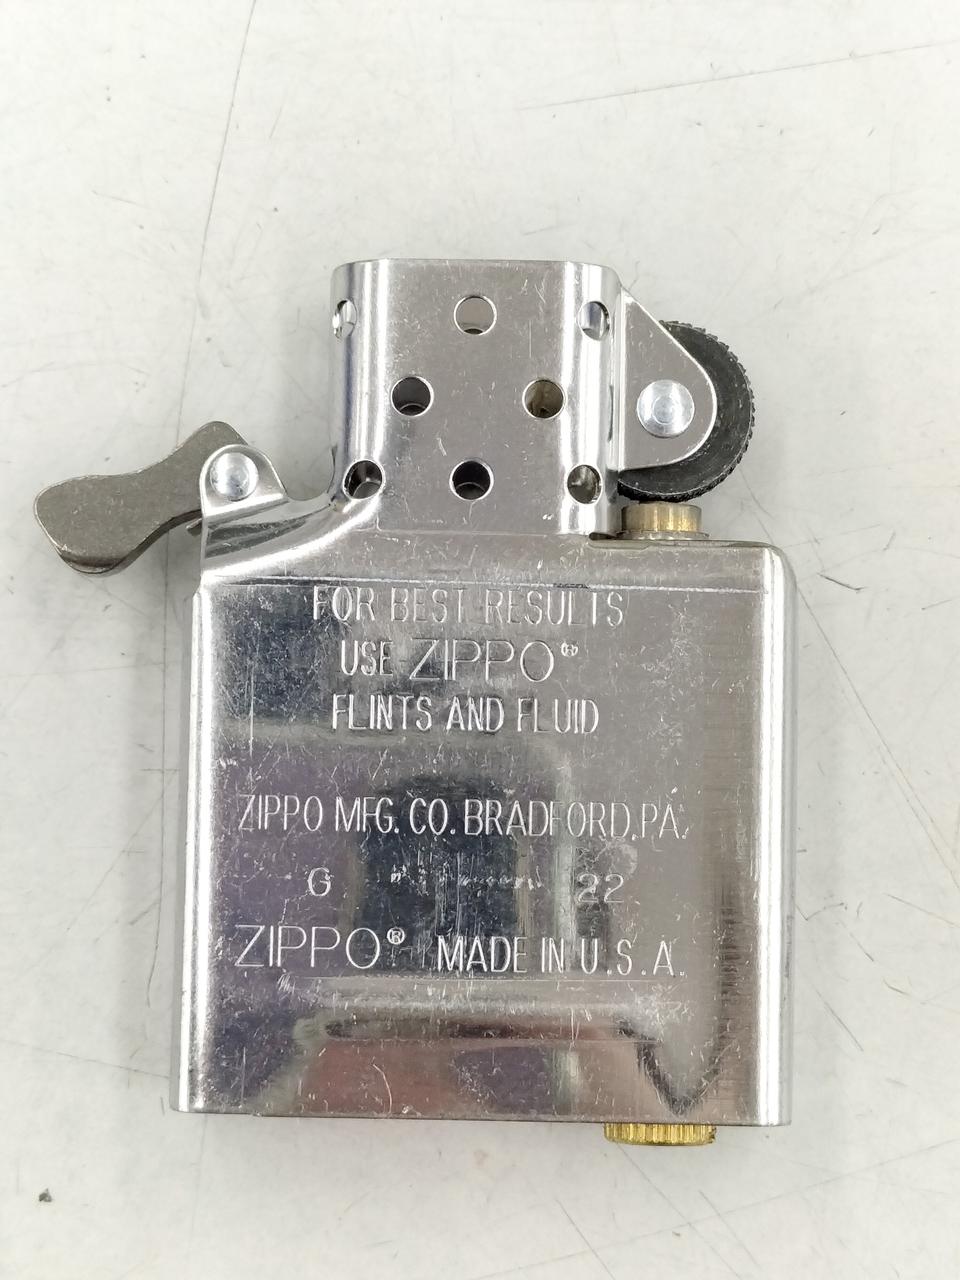 FOR BEST RESULTS
USE ZIPPO®
FLINTS AND FLUID
ZIPPO MFG. CO. BRADFORD, PA.
G 22
ZIPPO® MADE IN U.S.A.